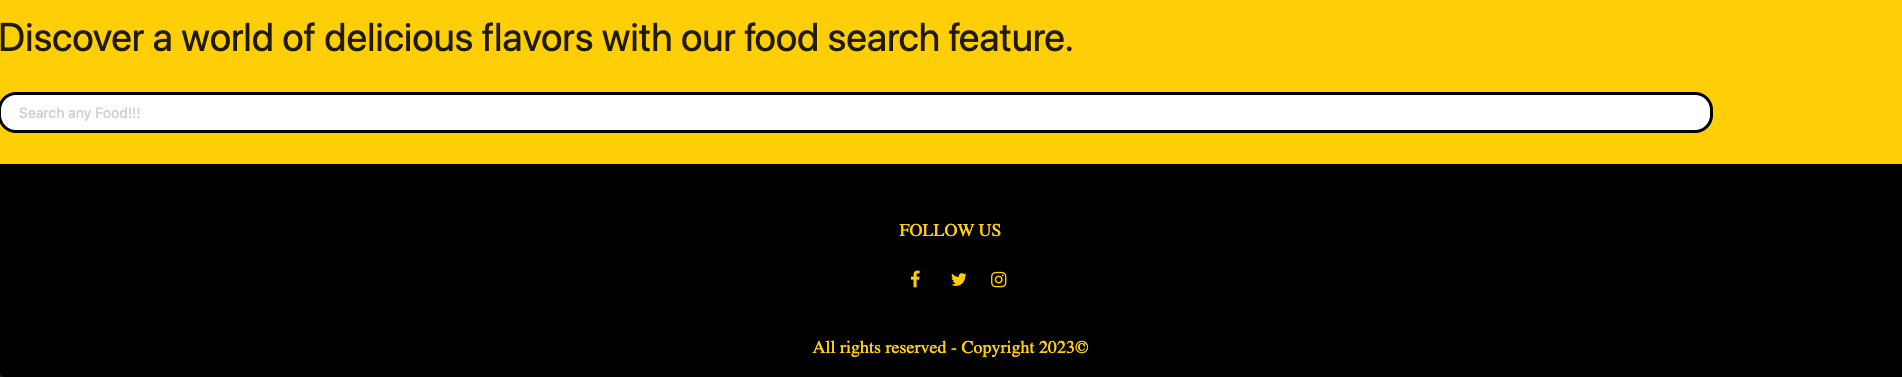 Discover a world of delicious flavors with our food search feature.
Search any Food!!!
FOLLOW US
All rights reserved - Copyright 2023©